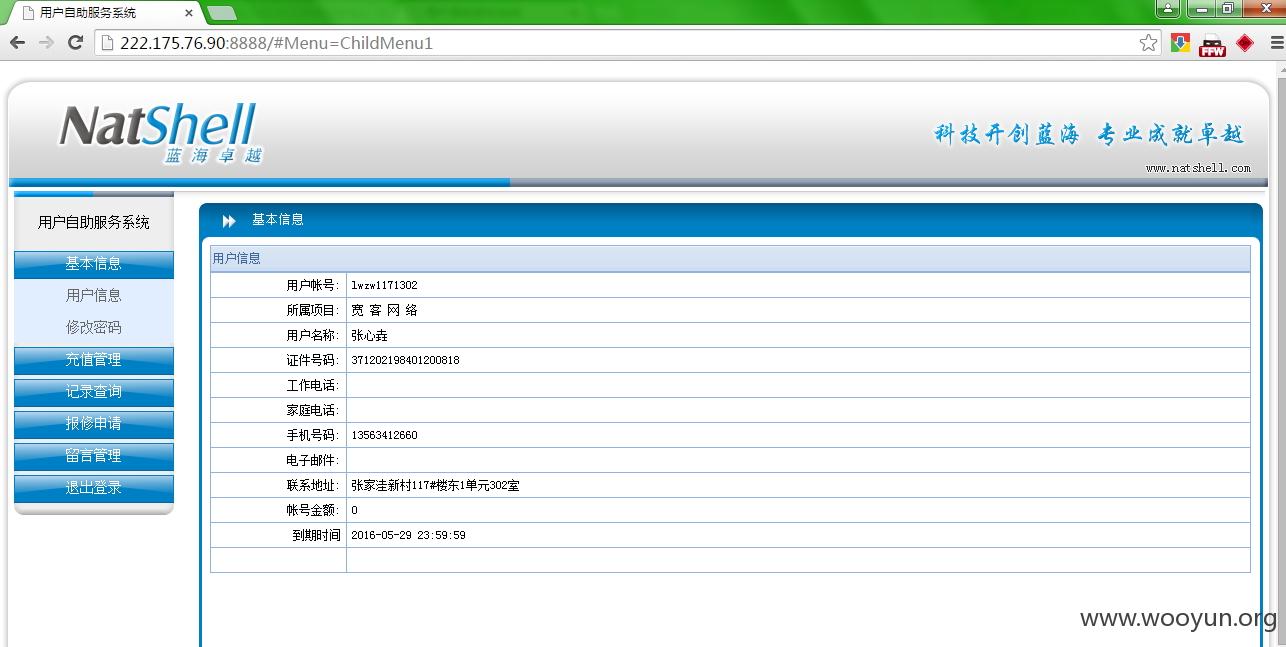 用户自助服务系统
222.175.76.90:8888/#Menu=ChildMenu1
FFW
NatShell
蓝海卓越
科技开创蓝海 专业成就卓越
www.natshell.com
用户自助服务系统
基本信息
用户信息
修改密码
充值管理
记录查询
报修申请
留言管理
退出登录
基本信息
用户信息
用户帐号: lwzw1171302
所属项目: 宽 客 网 络
用户名称: 张心垚
证件号码: 371202198401200818
工作电话:
家庭电话:
手机号码: 13563412660
电子邮件:
联系地址: 张家洼新村117#楼东1单元302室
帐号金额: 0
到期时间 2016-05-29 23:59:59
www.wooyun.org